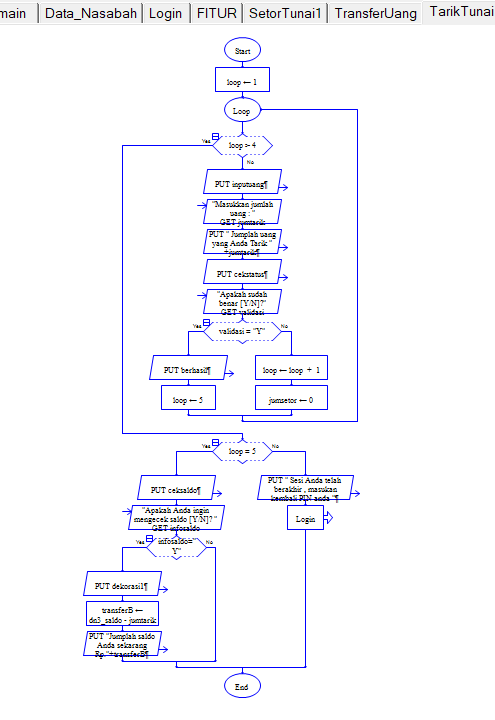 main Data_Nasabah Login FITUR SetorTunai1 TransferUang TarikTunai
Start
loop ← 1
Loop
Yes
loop > 4
No
PUT inputuang¶
"Masukkan jumlah
uang : "
GET jumtarik
PUT " Jumplah uang
yang Anda Tarik "
+jumtarik¶
PUT cekstatus¶
"Apakah sudah
benar [Y/N]?"
GET validasi
Yes
validasi = "Y"
No
PUT berhasil¶
loop ← loop + 1
loop ← 5
jumsetor ← 0
Yes
loop = 5
No
PUT ceksaldo¶
PUT " Sesi Anda telah
berakhir , masukan
kembali PIN anda "¶
"Apakah Anda ingin
mengecek saldo [Y/N]?"
GET infosaldo
Login
Yes
infosaldo="
Y"
No
PUT dekorasi1¶
transferB ←
dn3_saldo - jumtarik
PUT "Jumplah saldo
Anda sekarang
Rp."+transferB¶
End